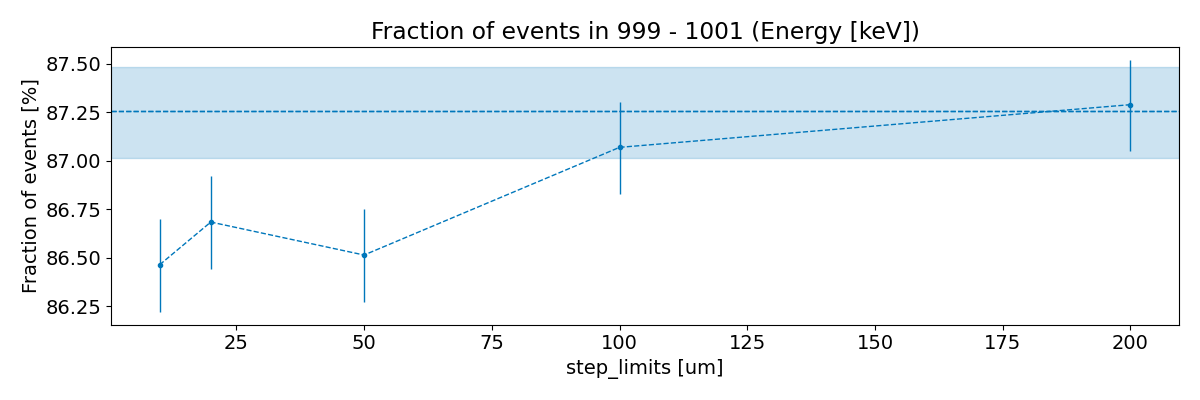 Fraction of events in 999 - 1001 (Energy [keV])
Fraction of events [%]
87.50
87.25
87.00
86.75
86.50
86.25
25 50 75 100 125 150 175 200
step_limits [um]